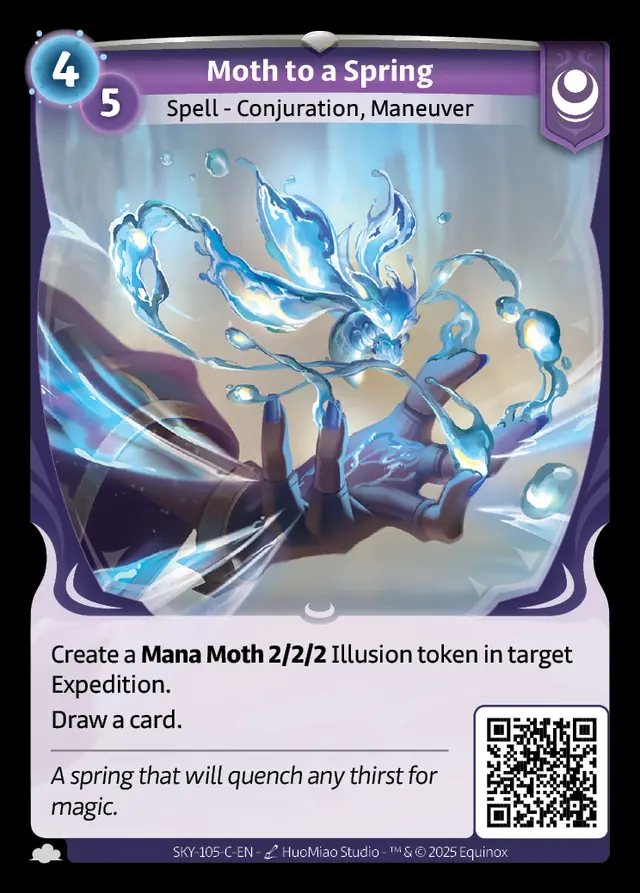 4
5
Moth to a Spring
Spell - Conjuration, Maneuver
Create a Mana Moth 2/2/2 Illusion token in target
Expedition.
Draw a card.
A spring that will quench any thirst for
magic.
SKY-105-C-EN - HuoMiao Studio - ™ & © 2025 Equinox